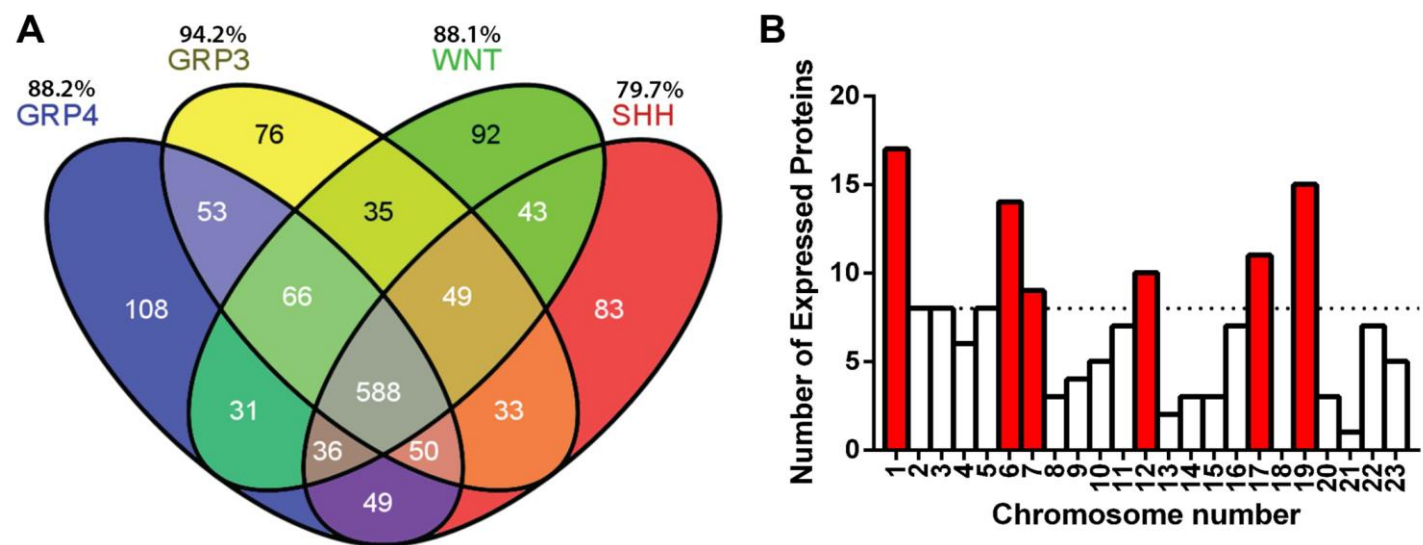 A
94.2%
GRP3
88.1%
WNT
88.2%
GRP4
79.7%
SHH
76
92
53
35
43
108
66
49
83
31
588
33
36
50
49
B
Number of Expressed Proteins
20
15
10
5
0
1 2 3 4 5 6 7 8 9 10 11 12 13 14 15 16 17 18 19 20 21 22 23
Chromosome number